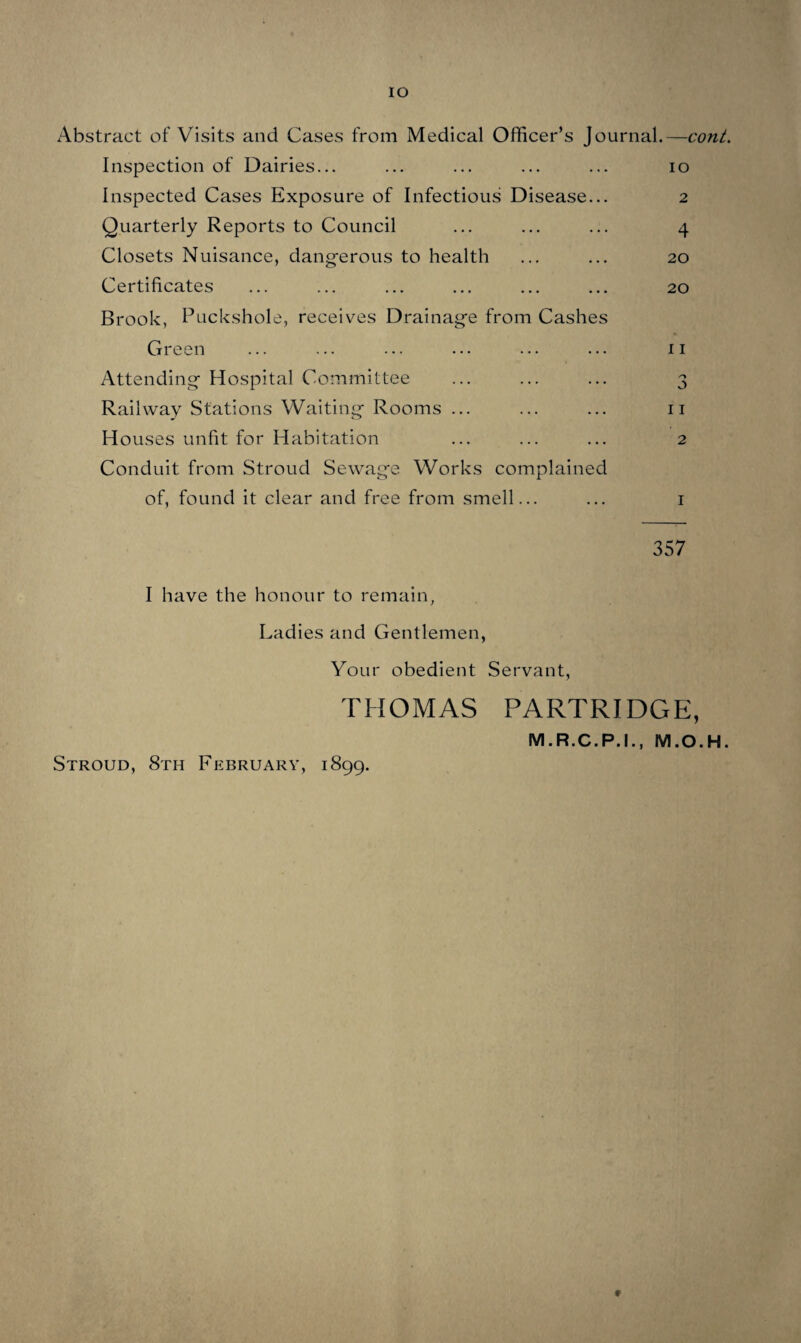 10
Abstract of Visits and Cases from Medical Officer's Journal.—cont.
Inspection of Dairies... ... ... ... ... 10
Inspected Cases Exposure of Infectious Disease... 2
Quarterly Reports to Council ... ... ... 4
Closets Nuisance, dangerous to health ... ... 20
Certificates ... ... ... ... ... ... 20
Brook, Puckshole, receives Drainage from Cashes
Green ... ... ... ... ... ... 11
Attending Hospital Committee ... ... ... 3
Railway Stations Waiting Rooms ... ... ... 11
Houses unfit for Habitation ... ... ... 2
Conduit from Stroud Sewage Works complained
of, found it clear and free from smell... ... 1
357
I have the honour to remain,
Ladies and Gentlemen,
Your obedient Servant,
THOMAS PARTRIDGE,
M.R.C.P.I., M.O.H.
Stroud, 8th February, 1899.